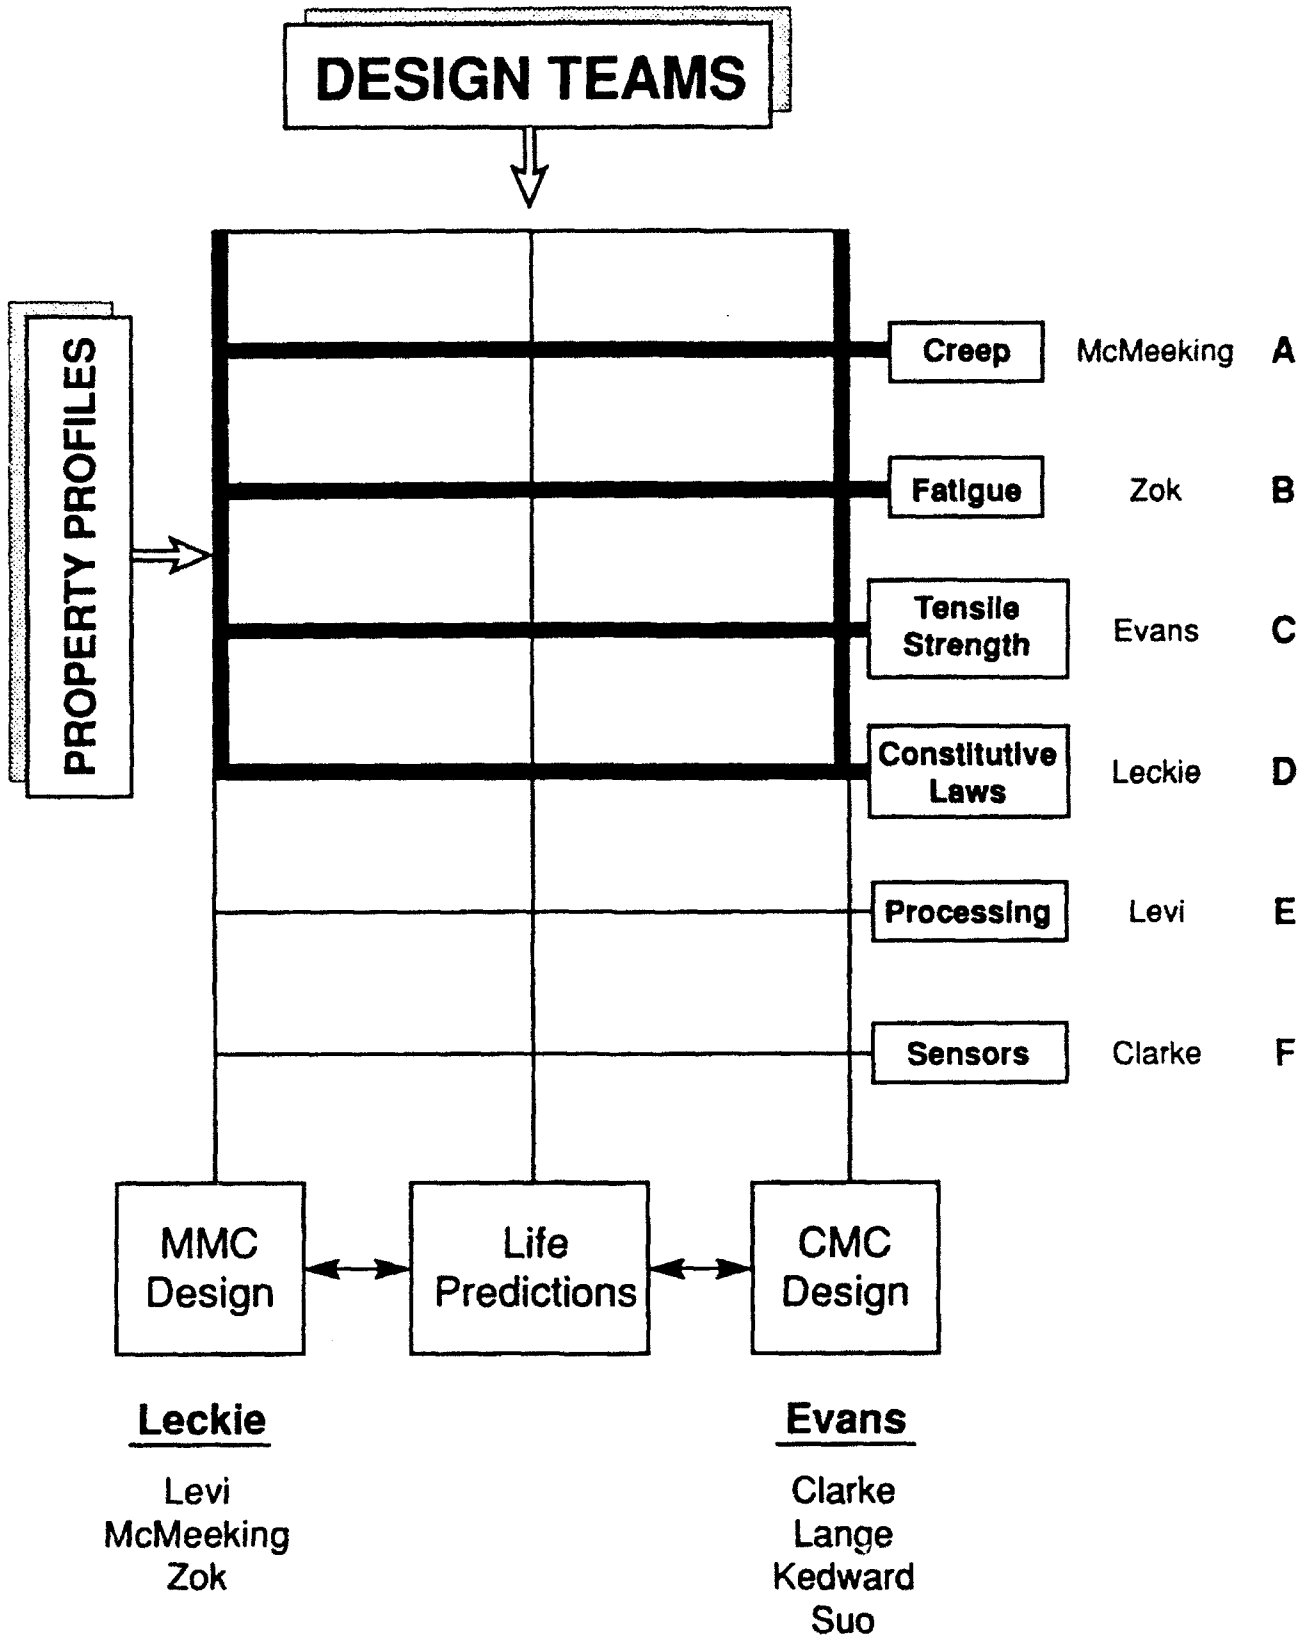 DESIGN TEAMS
PROPERTY PROFILES
Creep McMeeking A
Fatigue Zok B
Tensile
Strength Evans C
Constitutive
Laws Leckie D
Processing Levi E
Sensors Clarke F
MMC
Design
Life
Predictions
CMC
Design
Leckie
Levi
McMeeking
Zok
Evans
Clarke
Lange
Kedward
Suo